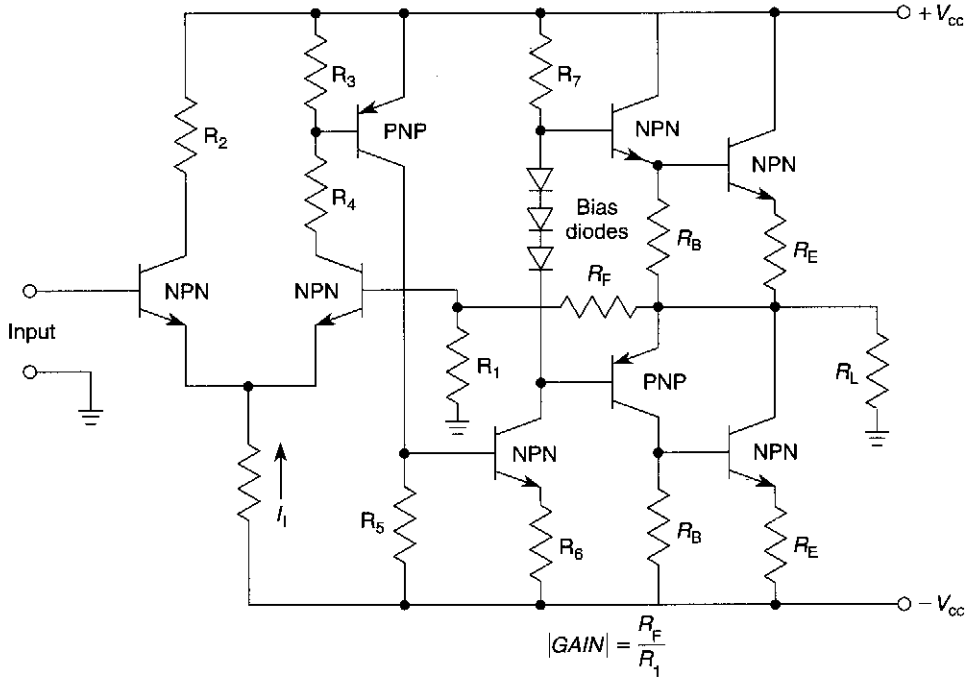 + Vcc
R3
R7
R2
PNP
NPN
NPN
R4
Bias
diodes
RB
RE
RF
NPN
NPN
Input
R1
PNP
RL
NPN
NPN
II
R5
R6
RB
RE
− Vcc
|GAIN| = RF / R1